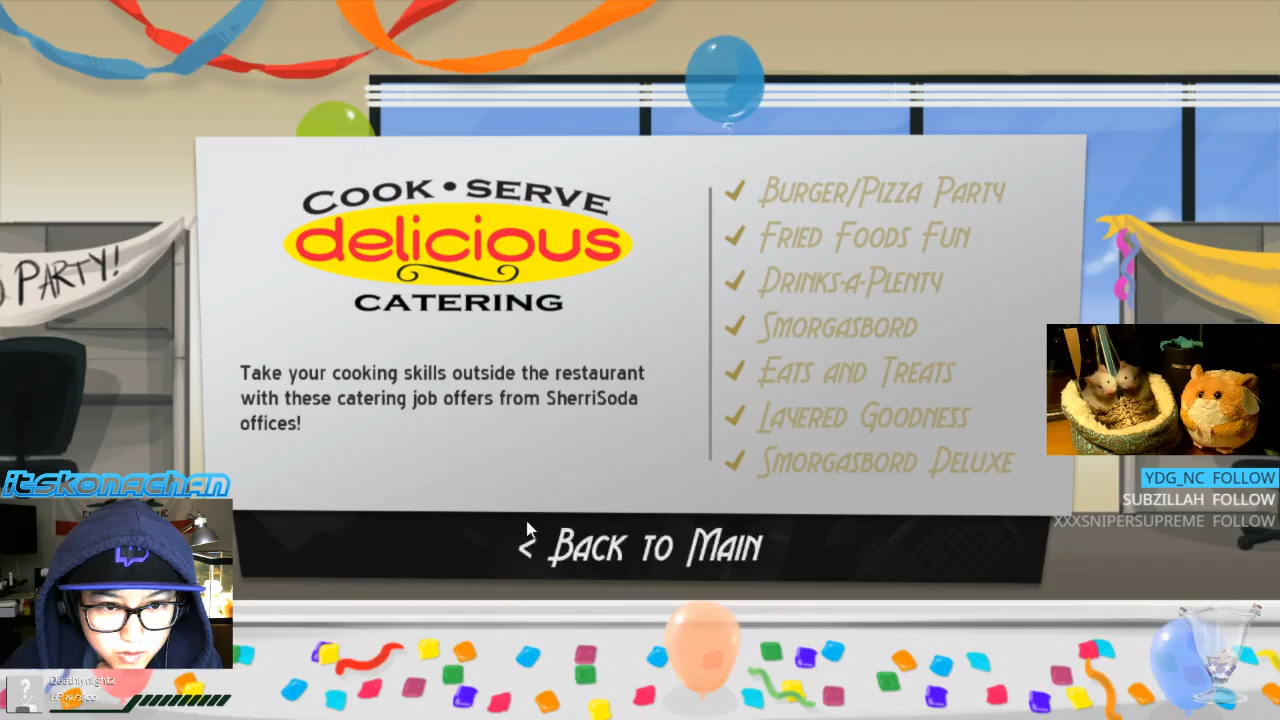 COOK • SERVE
delicious
CATERING
Take your cooking skills outside the restaurant
with these catering job offers from SherriSoda
offices!
BURGER/PIZZA PARTY
FRIED FOODS FUN
DRINKS-A-PLENTY
SMORGASBORD
EATS AND TREATS
LAYERED GOODNESS
SMORGASBORD DELUXE
PARTY!
< BACK TO MAIN
itskonachan
YDG_NC FOLLOW
SUBZILLAH FOLLOW
XXXSNIPERSUPREME FOLLOW
Deathlynightz